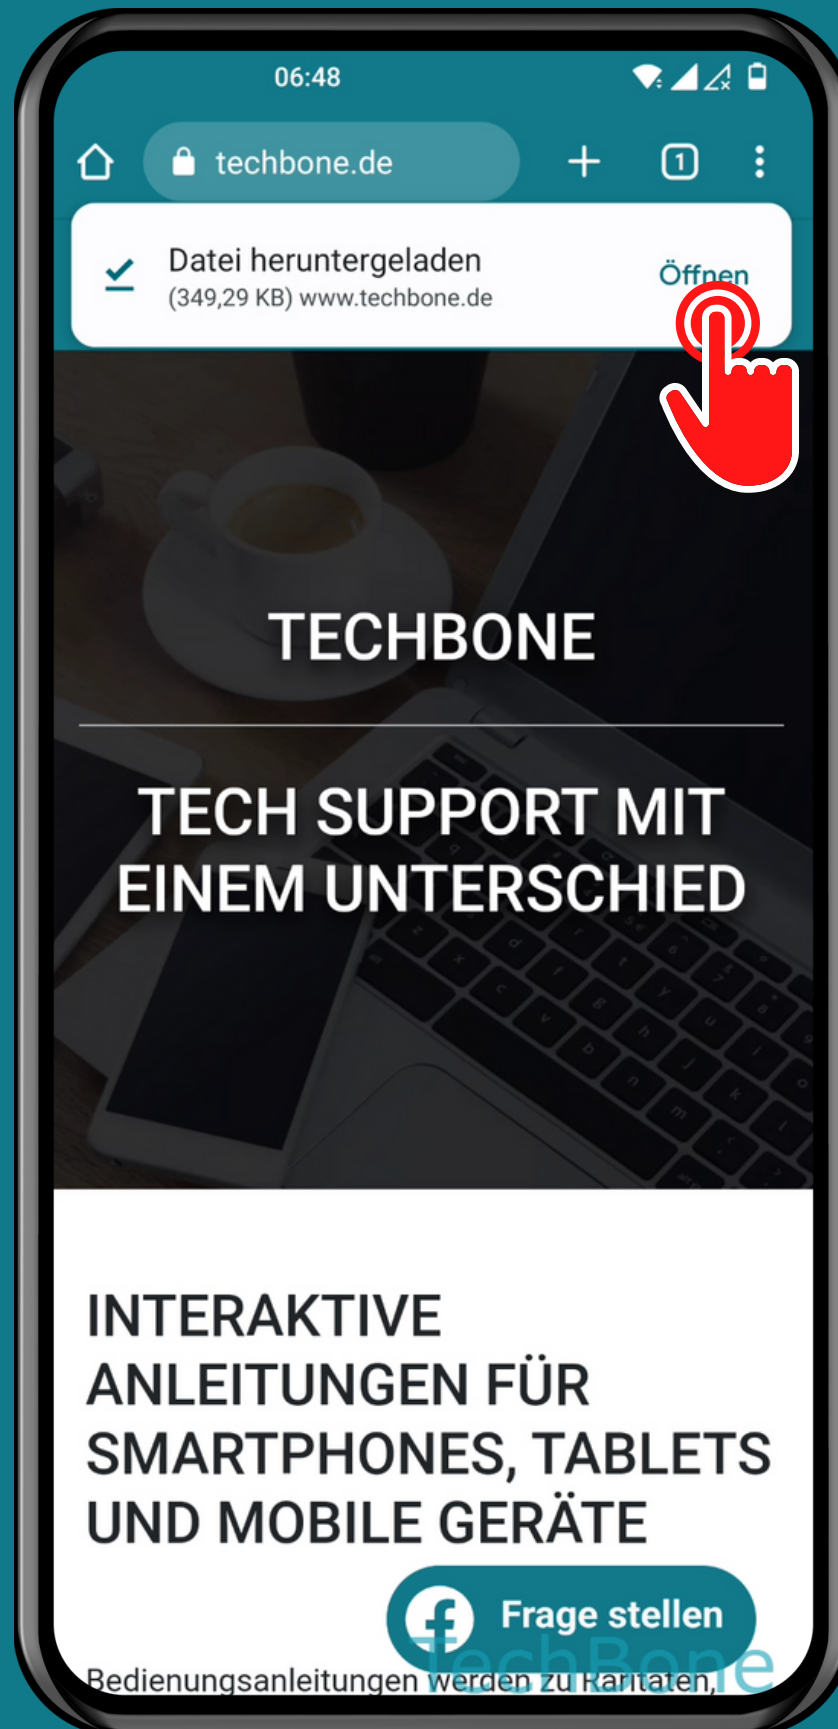 06:48
techbone.de
1
Datei heruntergeladen
(349,29 KB) www.techbone.de
Öffnen
TECHBONE
TECH SUPPORT MIT
EINEM UNTERSCHIED
INTERAKTIVE
ANLEITUNGEN FÜR
SMARTPHONES, TABLETS
UND MOBILE GERÄTE
Frage stellen
Bedienungsanleitungen werden zu Raritäten,
TechBone